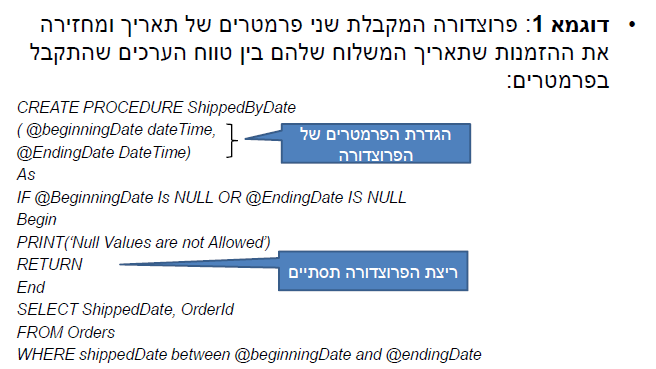 • דוגמא 1: פרוצדורה המקבלת שני פרמטרים של תאריך ומחזירה
את ההזמנות שתאריך המשלוח שלהם בין טווח הערכים שהתקבל
בפרמטרים:
CREATE PROCEDURE ShippedByDate
( @beginningDate dateTime,
@EndingDate DateTime)
הגדרת הפרמטרים של
הפרוצדורה
As
IF @BeginningDate Is NULL OR @EndingDate IS NULL
Begin
PRINT(‘Null Values are not Allowed’)
RETURN
ריצת הפרוצדורה תסתיים
End
SELECT ShippedDate, OrderId
FROM Orders
WHERE shippedDate between @beginningDate and @endingDate